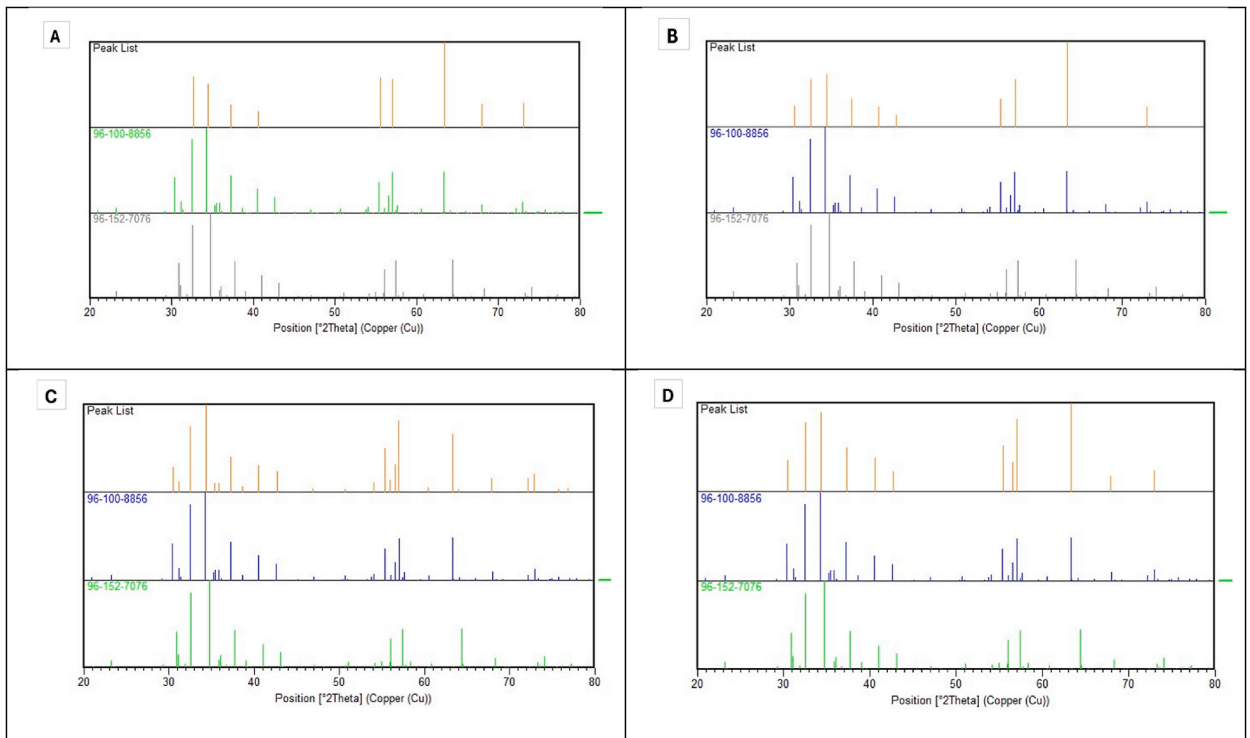 A
Peak List
96-100-8856
96-152-7076
20 30 40 50 60 70 80
Position [°2Theta] (Copper (Cu))
B
Peak List
96-100-8856
96-152-7076
20 30 40 50 60 70 80
Position [°2Theta] (Copper (Cu))
C
Peak List
96-100-8856
96-152-7076
20 30 40 50 60 70 80
Position [°2Theta] (Copper (Cu))
D
Peak List
96-100-8856
96-152-7076
20 30 40 50 60 70 80
Position [°2Theta] (Copper (Cu))